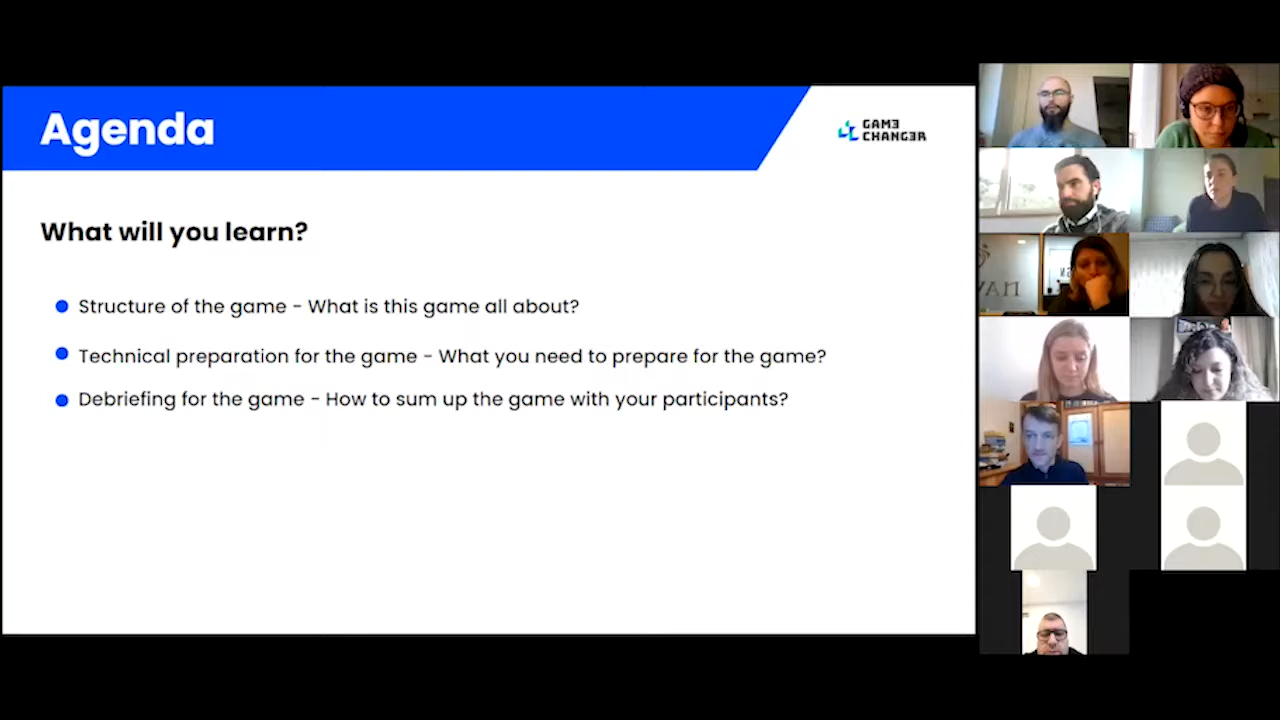 Agenda
GAM3
CHANG3R
What will you learn?
Structure of the game - What is this game all about?
Technical preparation for the game - What you need to prepare for the game?
Debriefing for the game - How to sum up the game with your participants?